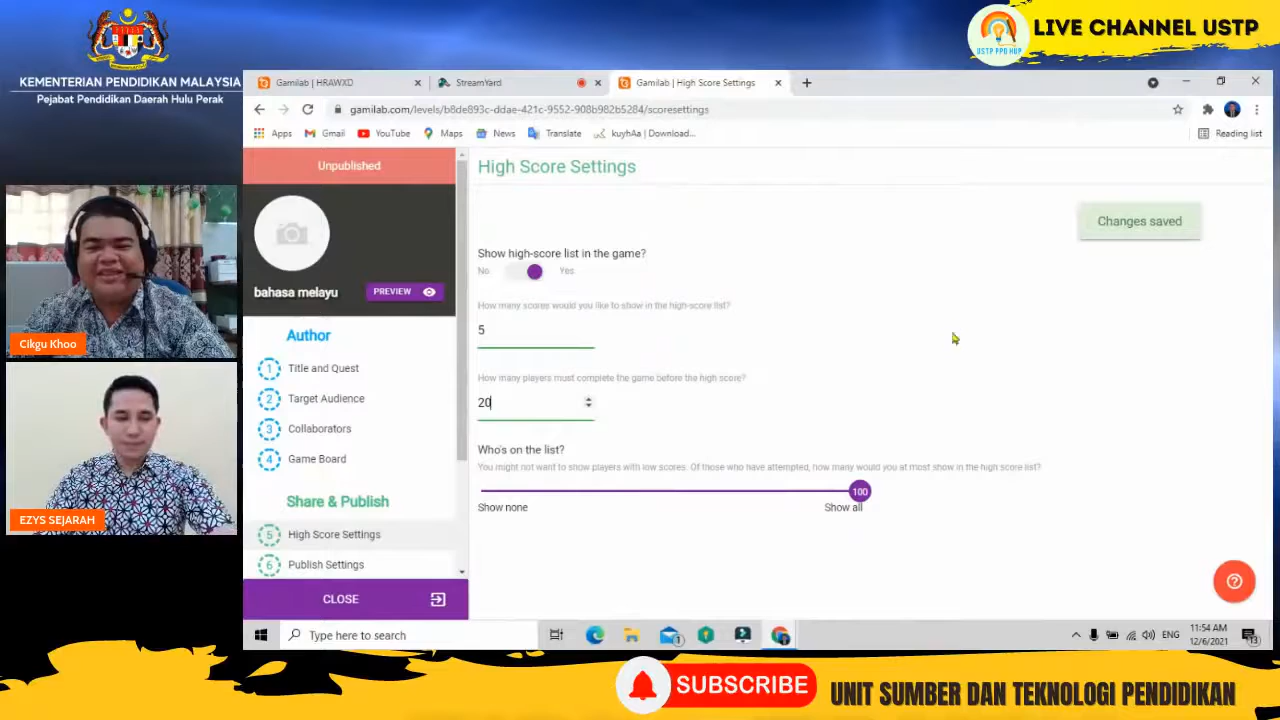 KEMENTERIAN PENDIDIKAN MALAYSIA
Pejabat Pendidikan Daerah Hulu Perak
USTP PPD HUP
LIVE CHANNEL USTP
Gamilab | HRAWXD
StreamYard
Gamilab | High Score Settings
gamilab.com/levels/b8de893c-ddae-421c-9552-908b982b5284/scoresettings
Apps
Gmail
YouTube
Maps
News
Translate
kuyhAa | Download...
Reading list
Unpublished
bahasa melayu
PREVIEW
Author
1 Title and Quest
2 Target Audience
3 Collaborators
4 Game Board
Share & Publish
5 High Score Settings
6 Publish Settings
CLOSE
High Score Settings
Changes saved
Show high-score list in the game?
No Yes
How many scores would you like to show in the high-score list?
5
How many players must complete the game before the high score?
20
Who's on the list?
You might not want to show players with low scores. Of those who have attempted, how many would you at most show in the high score list?
100
Show none
Show all
Cikgu Khoo
EZYS SEJARAH
Type here to search
1
ENG
11:54 AM
12/6/2021
13
SUBSCRIBE
UNIT SUMBER DAN TEKNOLOGI PENDIDIKAN